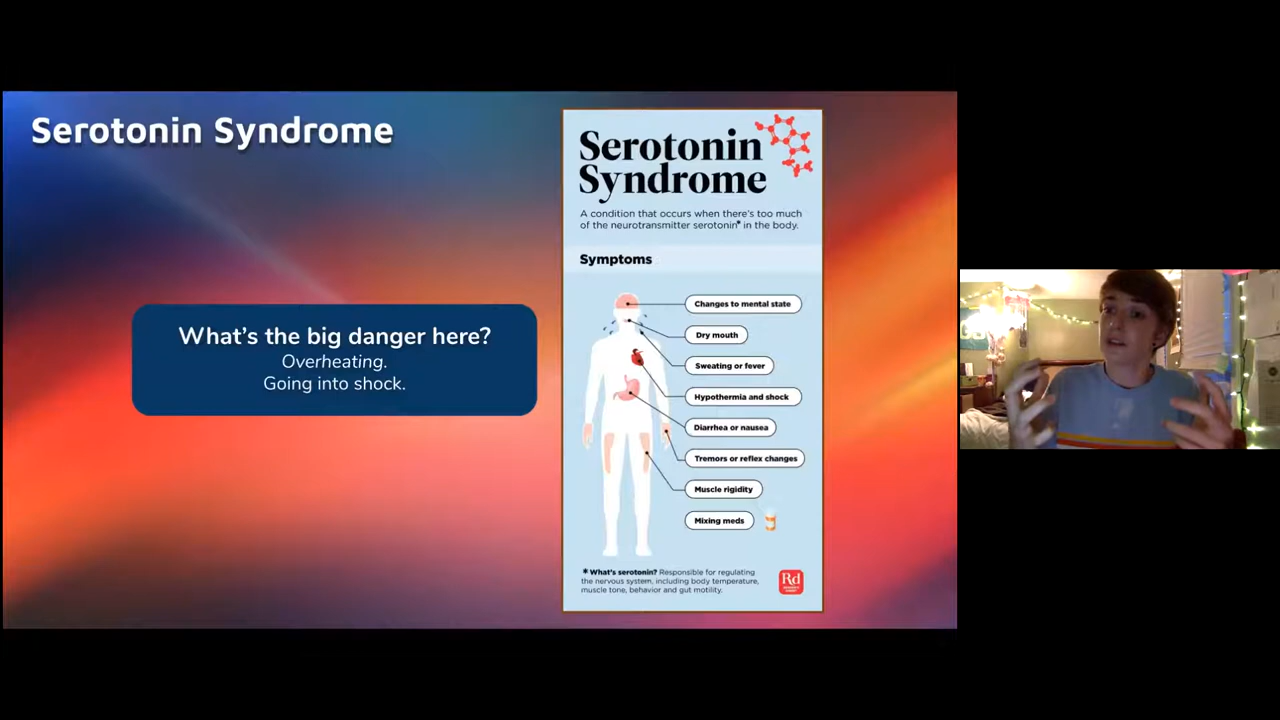 Serotonin Syndrome
What's the big danger here?
Overheating.
Going into shock.
Serotonin
Syndrome
A condition that occurs when there's too much
of the neurotransmitter serotonin* in the body.
Symptoms
Changes to mental state
Dry mouth
Sweating or fever
Hypothermia and shock
Diarrhea or nausea
Tremors or reflex changes
Muscle rigidity
Mixing meds
* What's serotonin? Responsible for regulating
the nervous system, including body temperature,
muscle tone, behavior and gut motility.
Rd